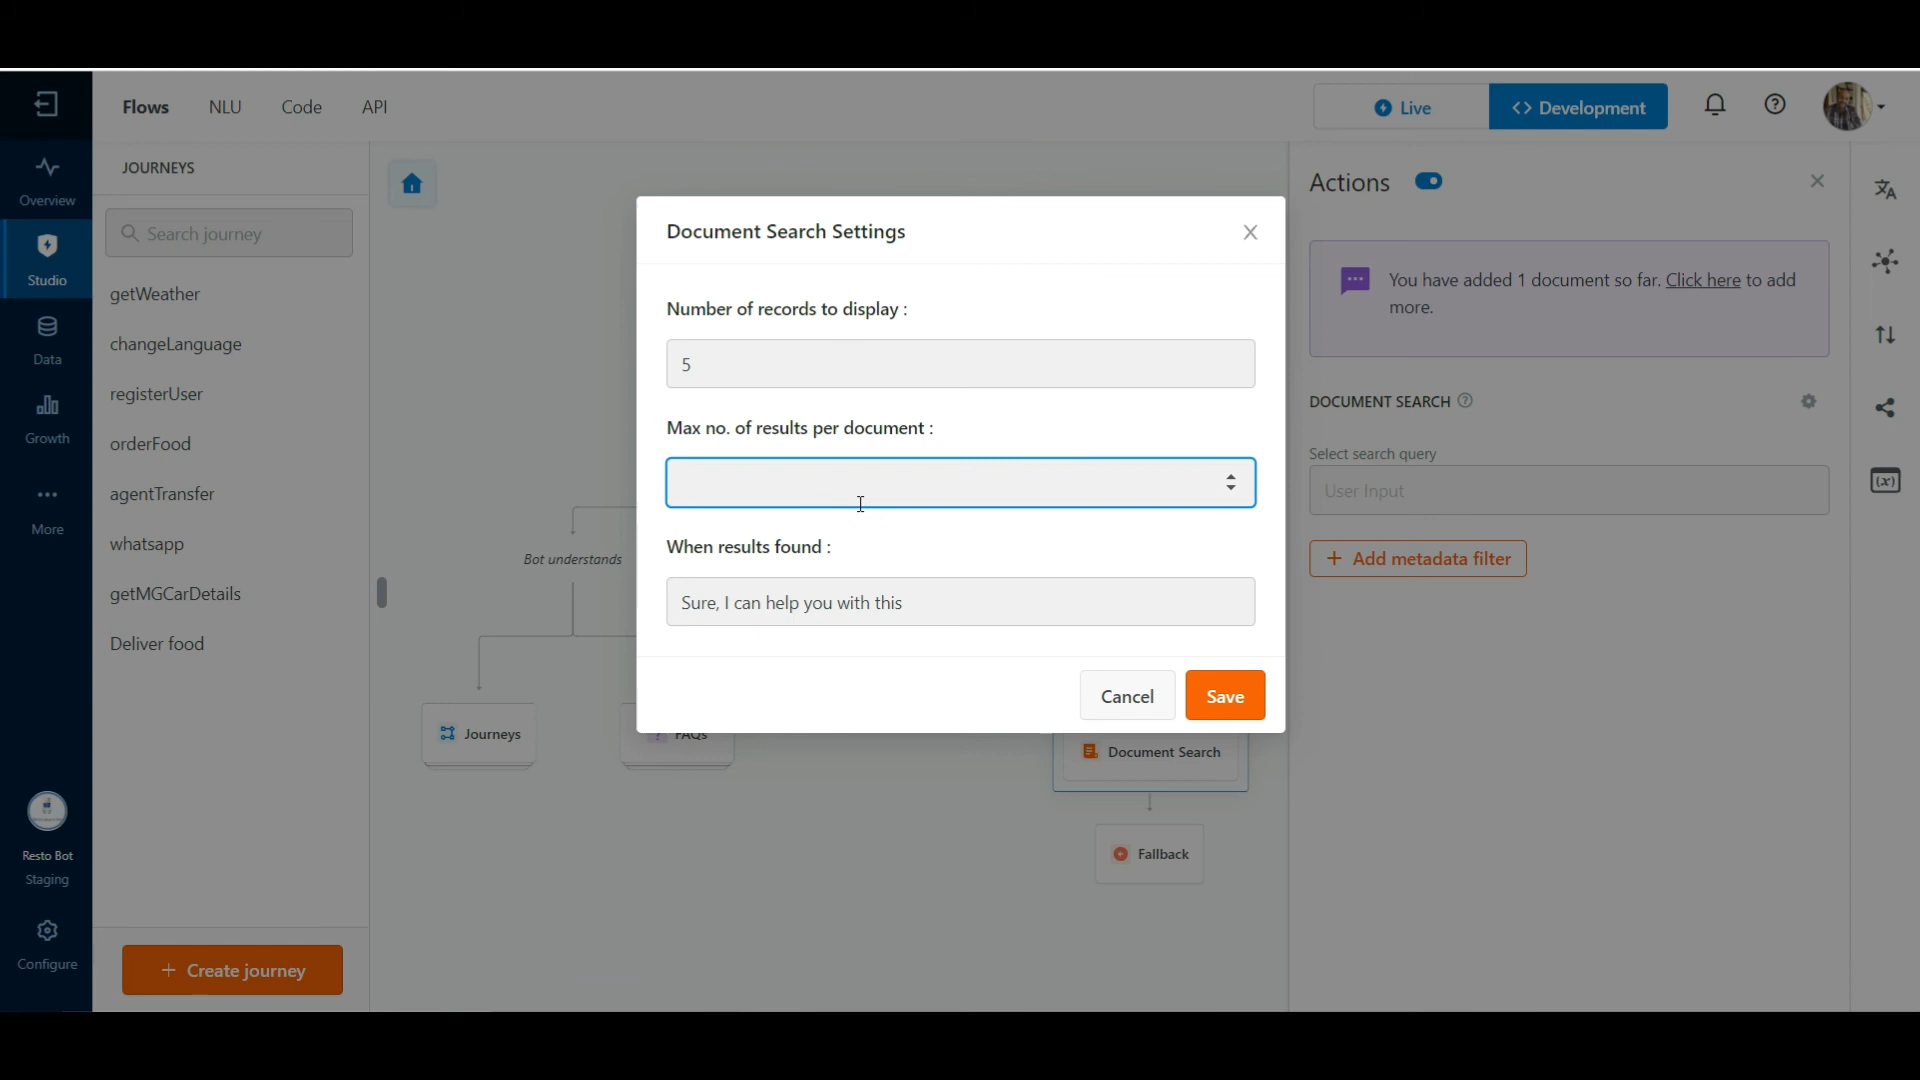 Flows NLU Code API
Live
Development
Overview
Studio
Data
Growth
More
Resto Bot
Staging
Configure
JOURNEYS
Search journey
getWeather
changeLanguage
registerUser
orderFood
agentTransfer
whatsapp
getMGCarDetails
Deliver food
+ Create journey
Bot understands
Journeys
FAQs
Document Search
Fallback
Document Search Settings
Number of records to display :
5
Max no. of results per document :
When results found :
Sure, I can help you with this
Cancel
Save
Actions
You have added 1 document so far. Click here to add
more.
DOCUMENT SEARCH
Select search query
User Input
+ Add metadata filter